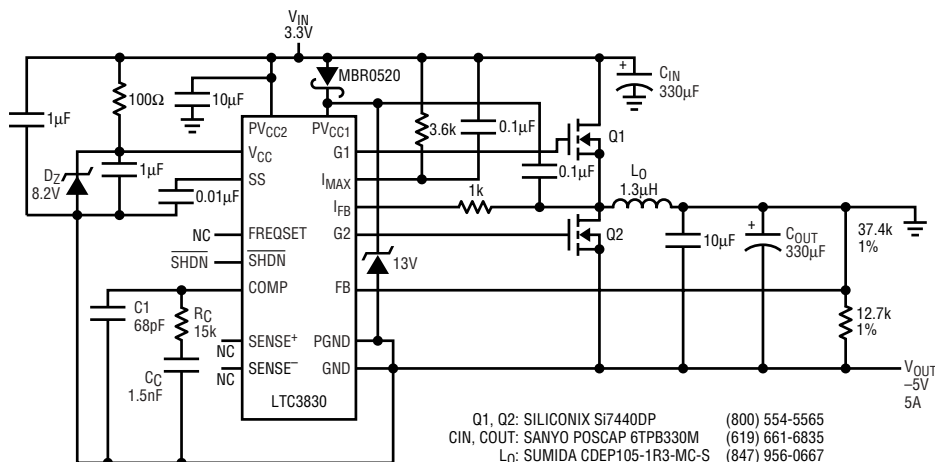 VIN
3.3V
MBR0520
+
CIN
330µF
1µF
100Ω
10µF
PVCC2
PVCC1
3.6k
0.1µF
Q1
VCC
G1
DZ
8.2V
1µF
SS
IMAX
0.1µF
LO
1.3µH
0.01µF
IFB
1k
NC
FREQSET
G2
Q2
10µF
+
COUT
330µF
37.4k
1%
SHDN
SHDN
13V
COMP
FB
C1
68pF
RC
15k
12.7k
1%
NC
SENSE+
PGND
NC
SENSE–
GND
CC
1.5nF
LTC3830
VOUT
–5V
5A
Q1, Q2: SILICONIX Si7440DP (800) 554-5565
CIN, COUT: SANYO POSCAP 6TPB330M (619) 661-6835
LO: SUMIDA CDEP105-1R3-MC-S (847) 956-0667